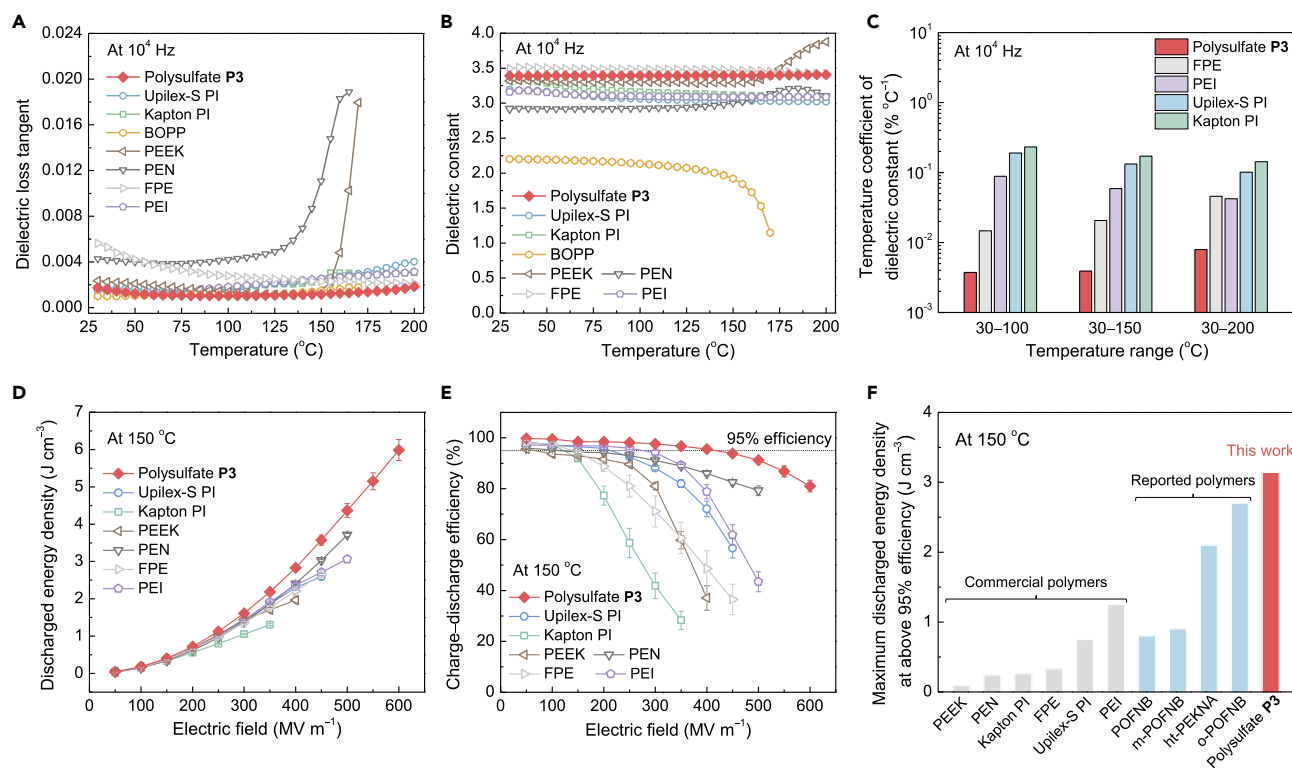 A
0.024
0.020
0.016
0.012
0.008
0.004
0.000
Dielectric loss tangent
At 10⁴ Hz
Polysulfate P3
Upilex-S PI
Kapton PI
BOPP
PEEK
PEN
FPE
PEI
25 50 75 100 125 150 175 200
Temperature (°C)
B
4.0
3.5
3.0
2.5
2.0
1.5
1.0
0.5
0.0
Dielectric constant
At 10⁴ Hz
Polysulfate P3
Upilex-S PI
Kapton PI
BOPP
PEEK PEN
FPE PEI
25 50 75 100 125 150 175 200
Temperature (°C)
C
10¹
10⁰
10⁻¹
10⁻²
10⁻³
Temperature coefficient of
dielectric constant (% °C⁻¹)
At 10⁴ Hz
Polysulfate P3
FPE
PEI
Upilex-S PI
Kapton PI
30–100 30–150 30–200
Temperature range (°C)
D
7
6
5
4
3
2
1
0
Discharged energy density (J cm⁻³)
At 150 °C
Polysulfate P3
Upilex-S PI
Kapton PI
PEEK
PEN
FPE
PEI
0 100 200 300 400 500 600
Electric field (MV m⁻¹)
E
100
80
60
40
20
0
Charge–discharge efficiency (%)
95% efficiency
At 150 °C
Polysulfate P3
Upilex-S PI
Kapton PI
PEEK PEN
FPE PEI
0 100 200 300 400 500 600
Electric field (MV m⁻¹)
F
4
3
2
1
0
Maximum discharged energy density
at above 95% efficiency (J cm⁻³)
At 150 °C
This work
Reported polymers
Commercial polymers
PEEK
PEN
Kapton PI
FPE
Upilex-S PI
PEI
POFNB
m-POFNB
ht-PEKNA
o-POFNB
Polysulfate P3